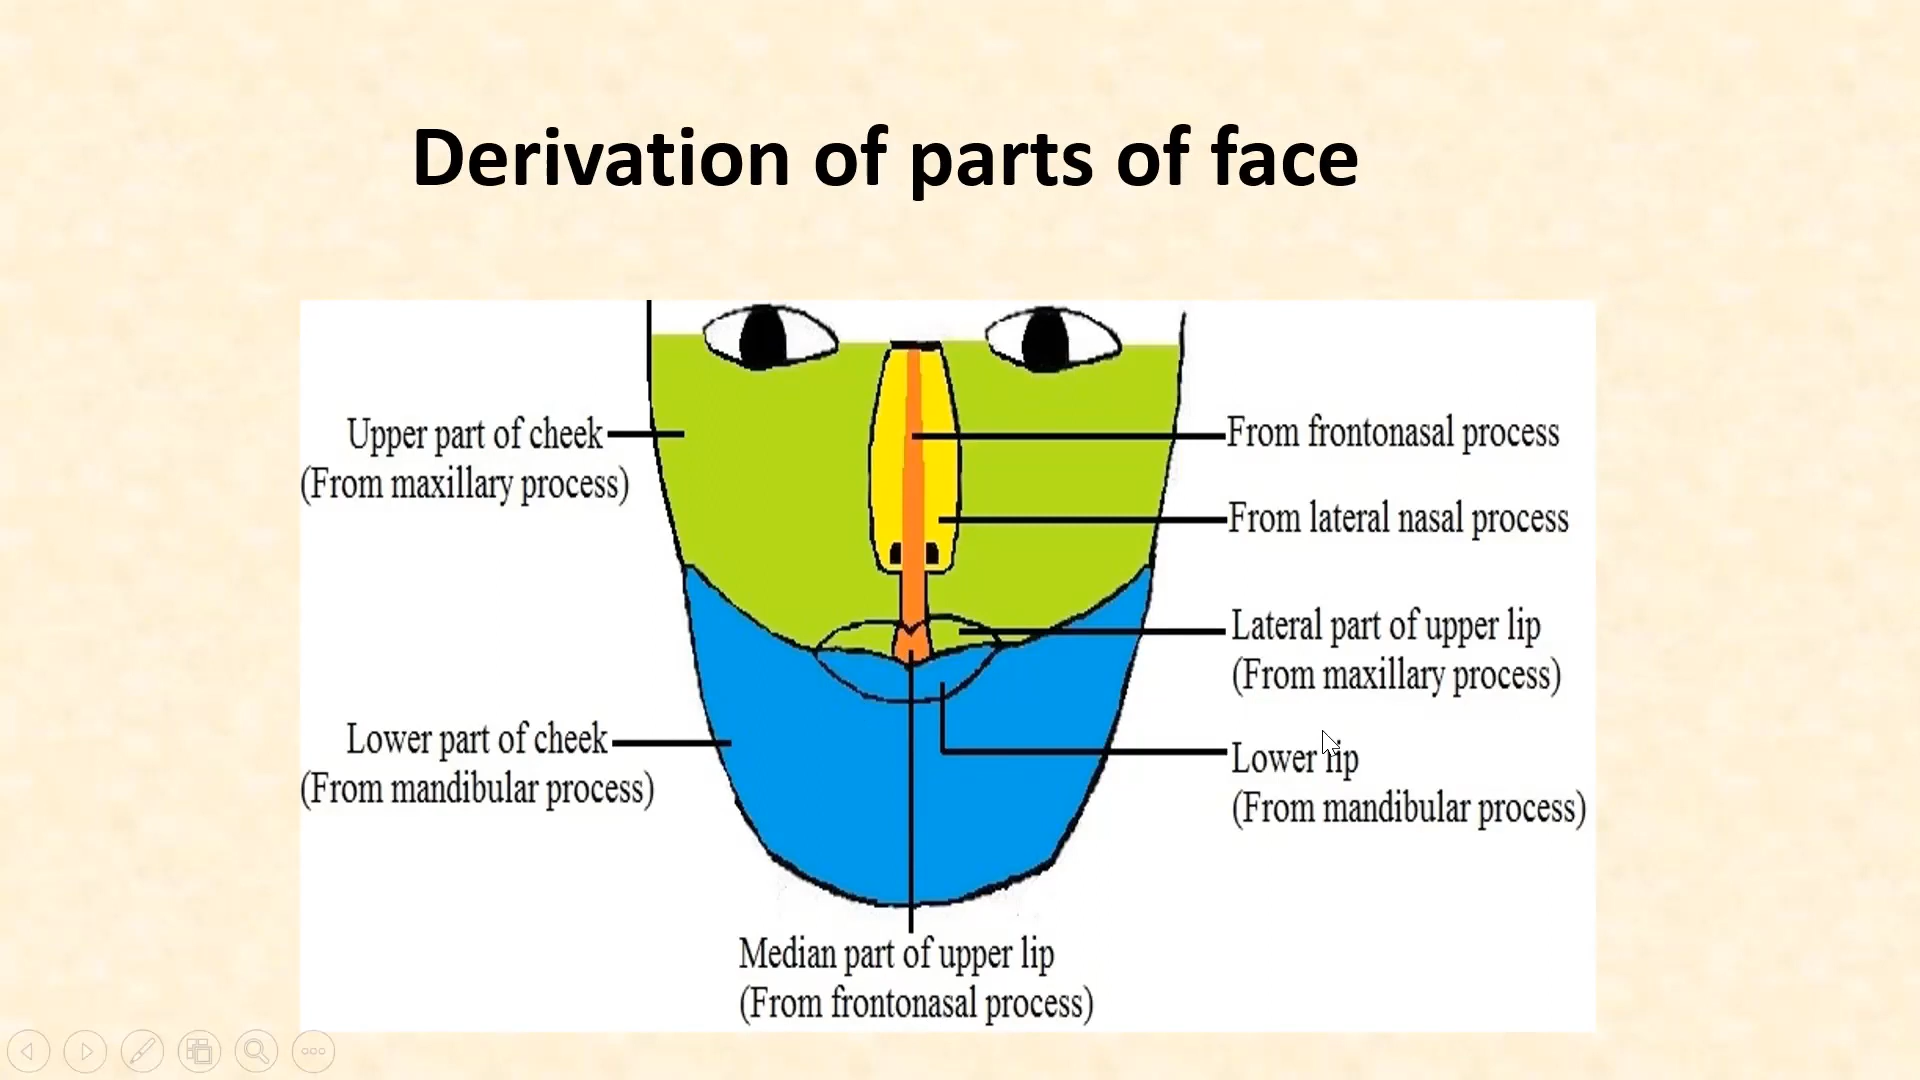 Derivation of parts of face
Upper part of cheek
(From maxillary process)
From frontonasal process
From lateral nasal process
Lateral part of upper lip
(From maxillary process)
Lower part of cheek
(From mandibular process)
Lower lip
(From mandibular process)
Median part of upper lip
(From frontonasal process)